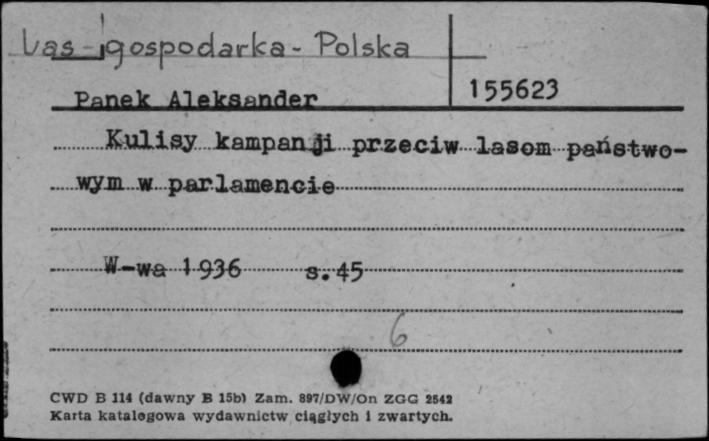 Las - gospodarka - Polska
155623
Panek Aleksander
Kulisy kampanji przeciw lasom państwo-
wym w parlamencie
W-wa 1936 s.45
6
CWD B 114 (dawny B 15b) Zam. 897/DW/On ZGG 2542
Karta katalogowa wydawnictw ciągłych i zwartych.